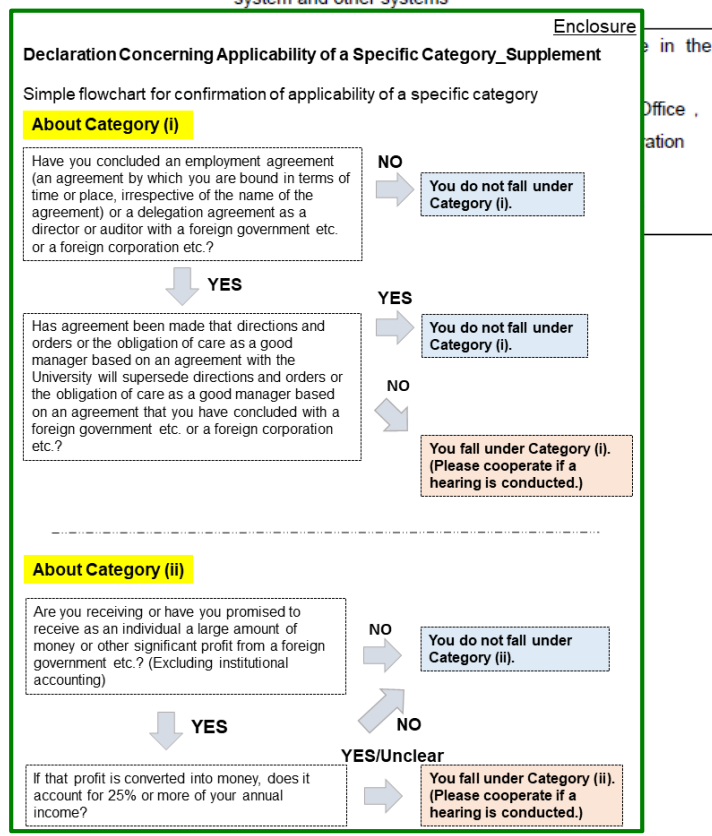 system and other systems
Enclosure
e in the
Declaration Concerning Applicability of a Specific Category_Supplement
Simple flowchart for confirmation of applicability of a specific category
Office ,
ration
About Category (i)
Have you concluded an employment agreement
(an agreement by which you are bound in terms of
time or place, irrespective of the name of the
agreement) or a delegation agreement as a
director or auditor with a foreign government etc.
or a foreign corporation etc.?
NO
You do not fall under
Category (i).
YES
Has agreement been made that directions and
orders or the obligation of care as a good
manager based on an agreement with the
University will supersede directions and orders or
the obligation of care as a good manager based
on an agreement that you have concluded with a
foreign government etc. or a foreign corporation
etc.?
YES
You do not fall under
Category (i).
NO
You fall under Category (i).
(Please cooperate if a
hearing is conducted.)
About Category (ii)
Are you receiving or have you promised to
receive as an individual a large amount of
money or other significant profit from a foreign
government etc.? (Excluding institutional
accounting)
NO
You do not fall under
Category (ii).
YES
NO
YES/Unclear
If that profit is converted into money, does it
account for 25% or more of your annual
income?
You fall under Category (ii).
(Please cooperate if a
hearing is conducted.)